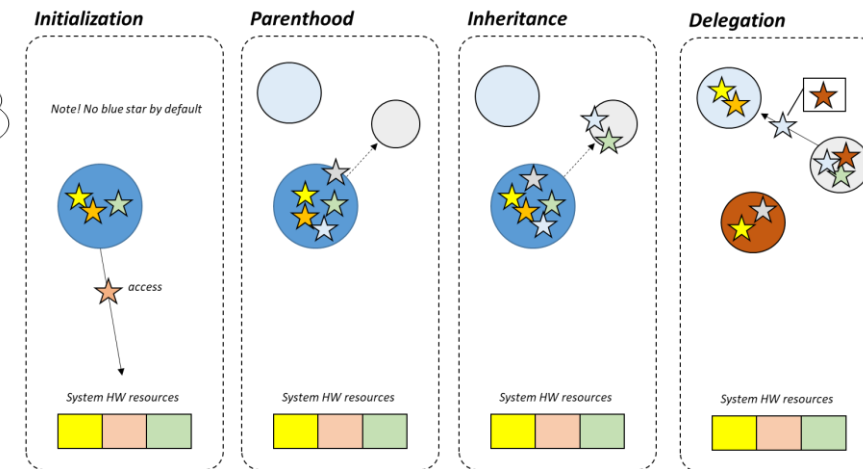 Initialization
Parenthood
Inheritance
Delegation
Note! No blue star by default
access
System HW resources
System HW resources
System HW resources
System HW resources